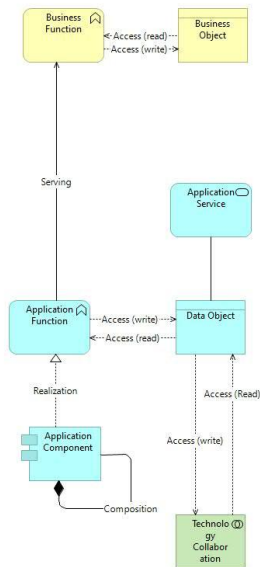 Business
Function
Business
Object
Access (read)
Access (write)
Serving
Application
Service
Application
Function
Data Object
Access (write)
Access (read)
Realization
Access (Read)
Application
Component
Access (write)
Composition
Technolo
gy
Collabor
ation